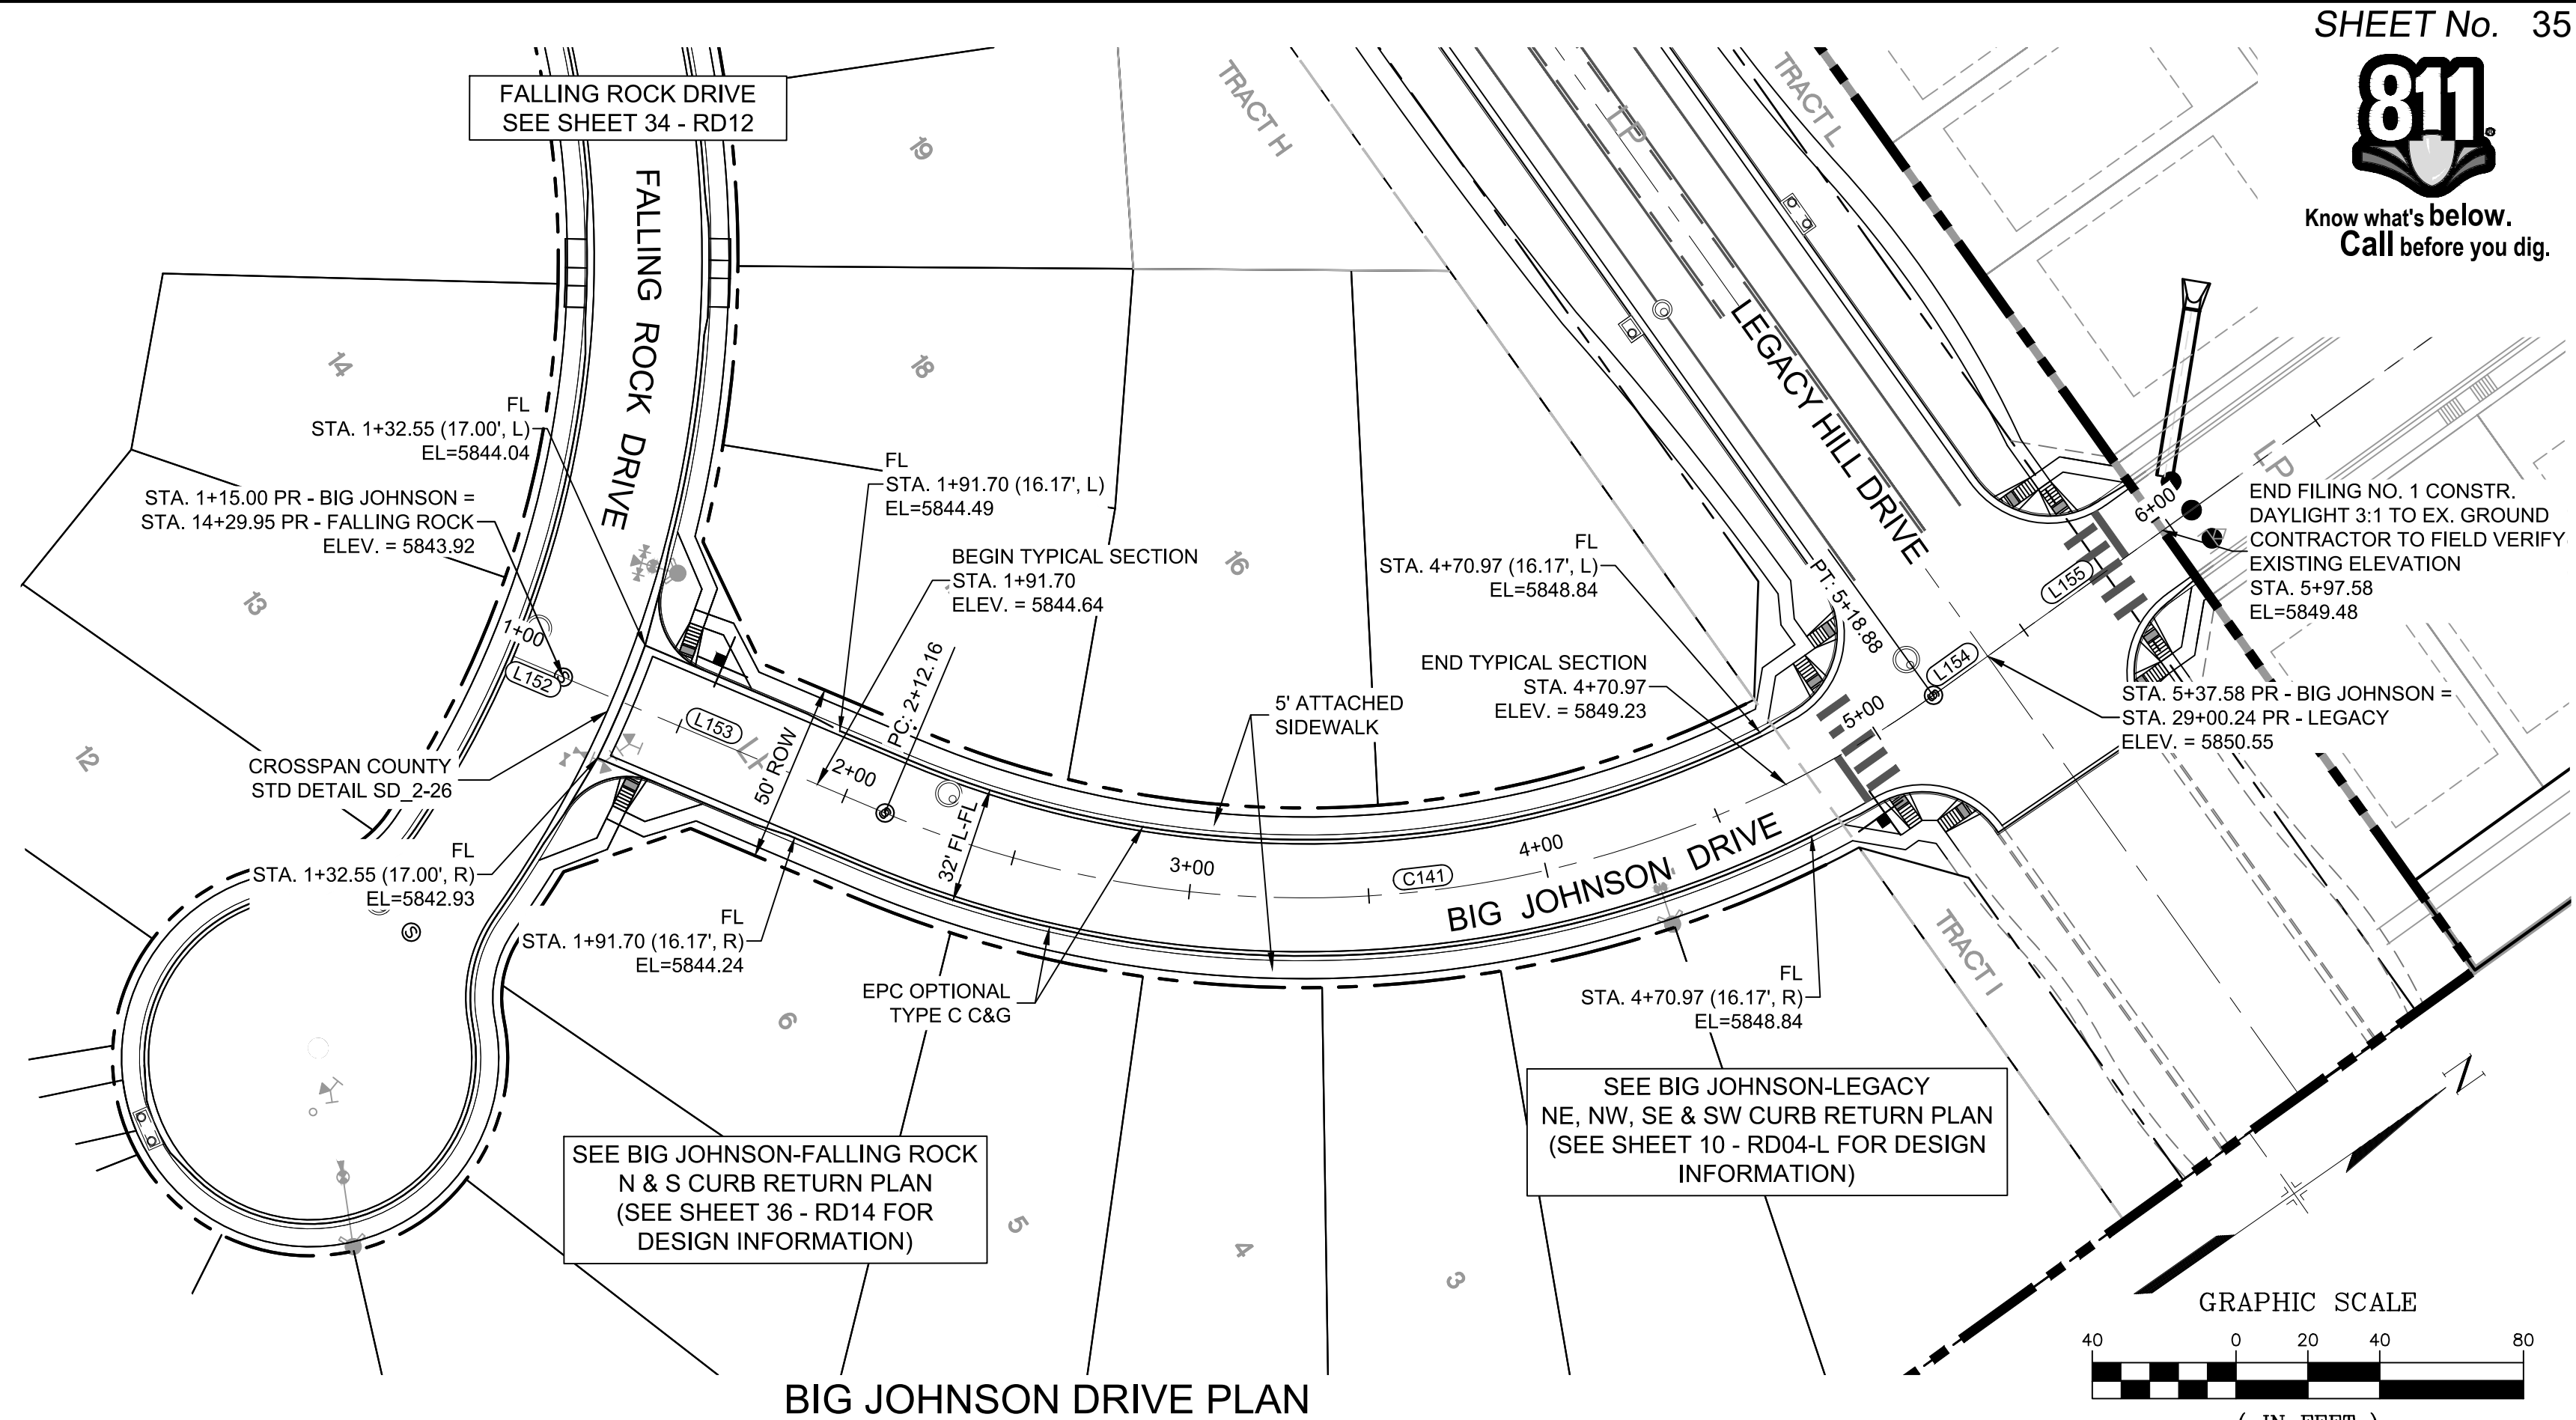 SHEET No. 35
811
Know what's below.
Call before you dig.
FALLING ROCK DRIVE
SEE SHEET 34 - RD12
FALLING ROCK DRIVE
19
TRACT H
LP
TRACT L
LEGACY HILL DRIVE
14
18
16
13
12
FL
STA. 1+32.55 (17.00', L)
EL=5844.04
STA. 1+15.00 PR - BIG JOHNSON =
STA. 14+29.95 PR - FALLING ROCK
ELEV. = 5843.92
FL
STA. 1+91.70 (16.17', L)
EL=5844.49
BEGIN TYPICAL SECTION
STA. 1+91.70
ELEV. = 5844.64
FL
STA. 4+70.97 (16.17', L)
EL=5848.84
END TYPICAL SECTION
STA. 4+70.97
ELEV. = 5849.23
PT: 5+18.88
L155
6+00
LP
END FILING NO. 1 CONSTR.
DAYLIGHT 3:1 TO EX. GROUND
CONTRACTOR TO FIELD VERIFY
EXISTING ELEVATION
STA. 5+97.58
EL=5849.48
L154
5+00
STA. 5+37.58 PR - BIG JOHNSON =
STA. 29+00.24 PR - LEGACY
ELEV. = 5850.55
1+00
L152
L153
2+00
PC: 2+12.16
50' ROW
32' FL-FL
5' ATTACHED
SIDEWALK
CROSSPAN COUNTY
STD DETAIL SD_2-26
3+00
C141
4+00
BIG JOHNSON DRIVE
FL
STA. 1+32.55 (17.00', R)
EL=5842.93
S
FL
STA. 1+91.70 (16.17', R)
EL=5844.24
EPC OPTIONAL
TYPE C C&G
FL
STA. 4+70.97 (16.17', R)
EL=5848.84
TRACT I
6
5
4
3
SEE BIG JOHNSON-FALLING ROCK
N & S CURB RETURN PLAN
(SEE SHEET 36 - RD14 FOR
DESIGN INFORMATION)
SEE BIG JOHNSON-LEGACY
NE, NW, SE & SW CURB RETURN PLAN
(SEE SHEET 10 - RD04-L FOR DESIGN
INFORMATION)
N
GRAPHIC SCALE
40 0 20 40 80
( IN FEET )
BIG JOHNSON DRIVE PLAN